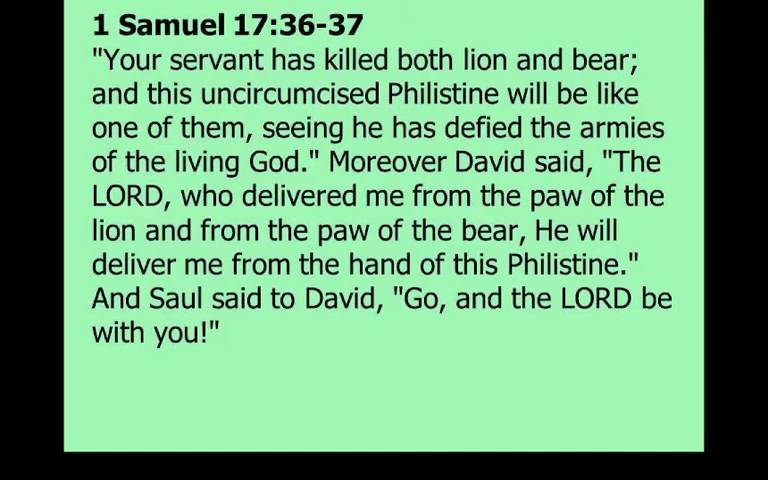 1 Samuel 17:36-37
"Your servant has killed both lion and bear;
and this uncircumcised Philistine will be like
one of them, seeing he has defied the armies
of the living God." Moreover David said, "The
LORD, who delivered me from the paw of the
lion and from the paw of the bear, He will
deliver me from the hand of this Philistine."
And Saul said to David, "Go, and the LORD be
with you!"